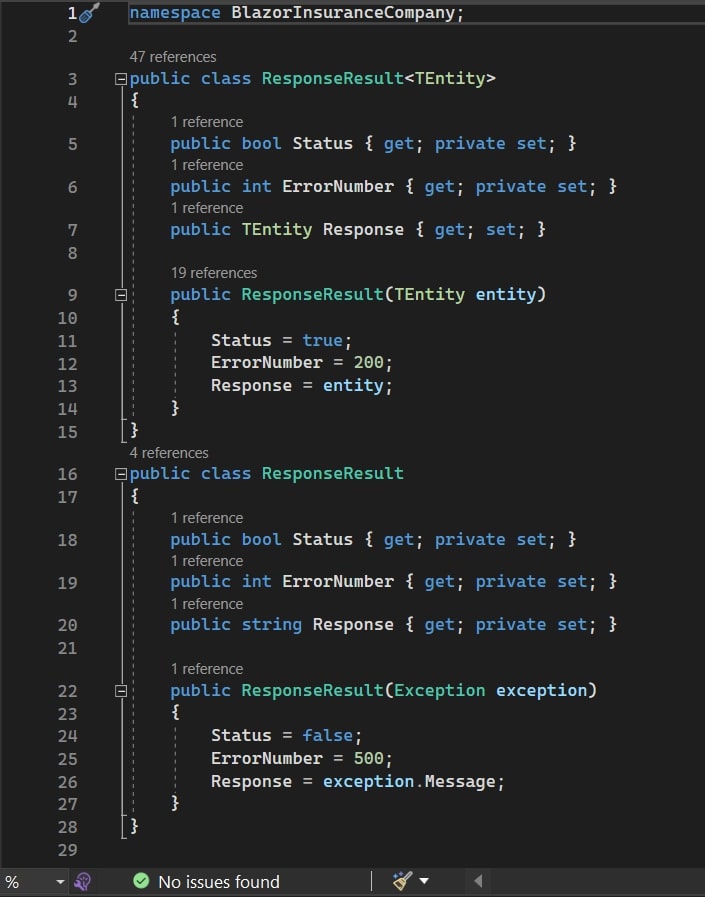 1 namespace BlazorInsuranceCompany;
2
47 references
3 public class ResponseResult<TEntity>
4 {
1 reference
5 public bool Status { get; private set; }
1 reference
6 public int ErrorNumber { get; private set; }
1 reference
7 public TEntity Response { get; set; }
8
19 references
9 public ResponseResult(TEntity entity)
10 {
11 Status = true;
12 ErrorNumber = 200;
13 Response = entity;
14 }
15 }
4 references
16 public class ResponseResult
17 {
1 reference
18 public bool Status { get; private set; }
1 reference
19 public int ErrorNumber { get; private set; }
1 reference
20 public string Response { get; private set; }
21
1 reference
22 public ResponseResult(Exception exception)
23 {
24 Status = false;
25 ErrorNumber = 500;
26 Response = exception.Message;
27 }
28 }
29
% No issues found